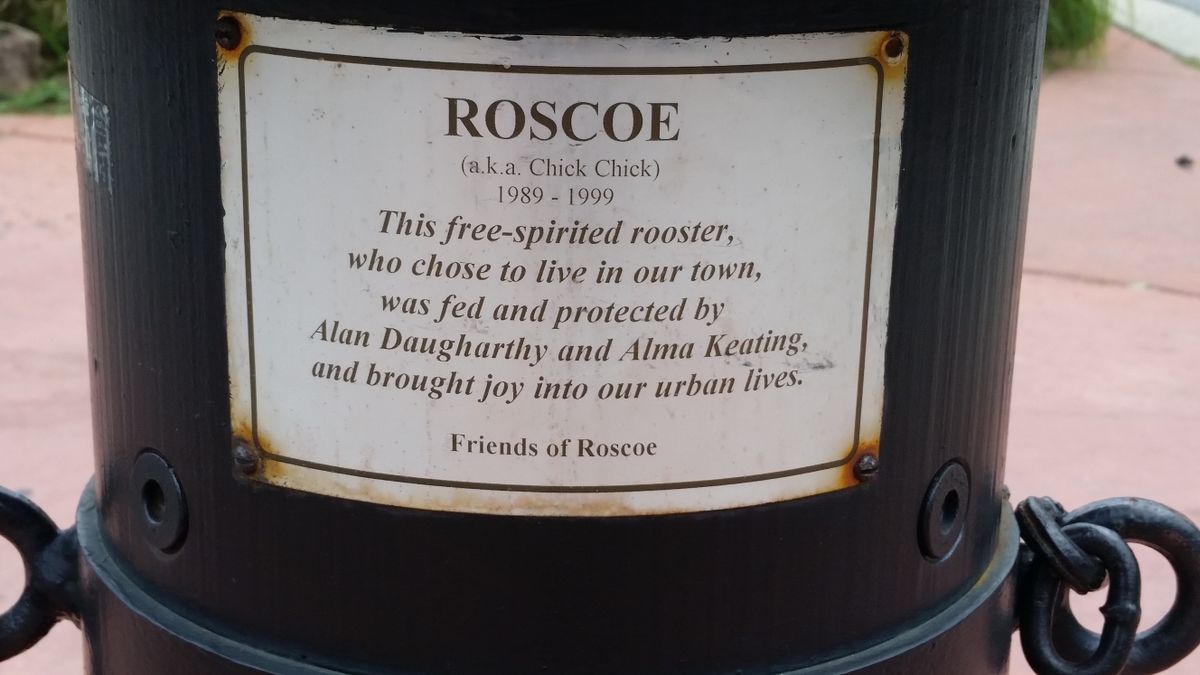 ROSCOE
(a.k.a. Chick Chick)
1989 - 1999
This free-spirited rooster,
who chose to live in our town,
was fed and protected by
Alan Daugharthy and Alma Keating,
and brought joy into our urban lives.
Friends of Roscoe